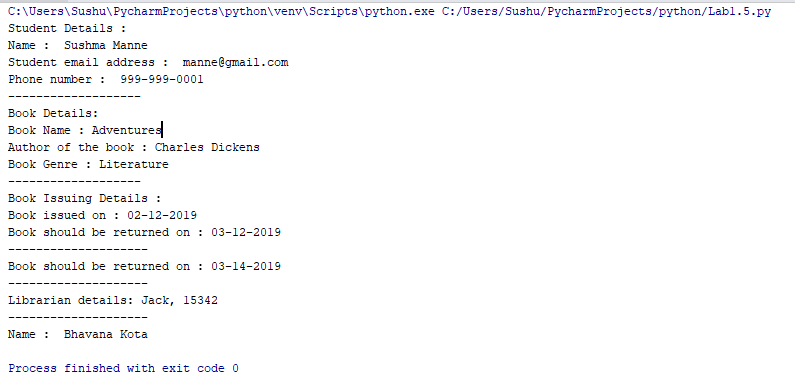 C:\Users\Sushu\PycharmProjects\python\venv\Scripts\python.exe C:/Users/Sushu/PycharmProjects/python/Lab1.5.py
Student Details :
Name :  Sushma Manne
Student email address :  manne@gmail.com
Phone number :  999-999-0001
-------------------
Book Details:
Book Name : Adventures
Author of the book : Charles Dickens
Book Genre : Literature
-------------------
Book Issuing Details :
Book issued on : 02-12-2019
Book should be returned on : 03-12-2019
--------------------
Book should be returned on : 03-14-2019
--------------------
Librarian details: Jack, 15342
--------------------
Name :  Bhavana Kota
Process finished with exit code 0